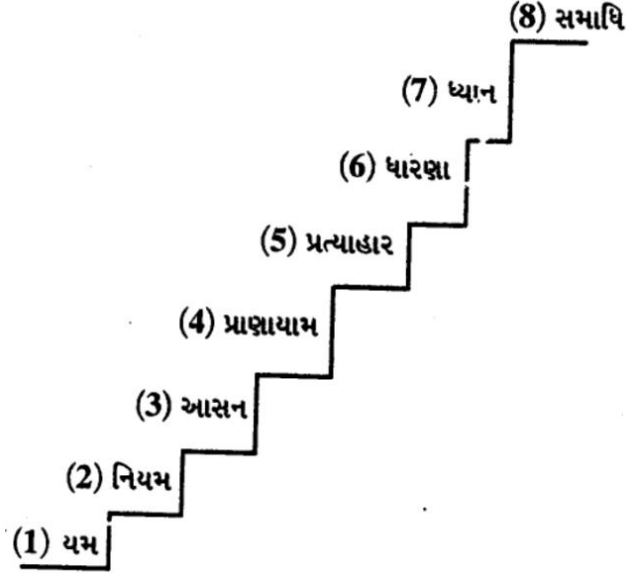 (8) સમાધિ
(7) ધ્યાન
(6) ધારણા
(5) પ્રત્યાહાર
(4) પ્રાણાયામ
(3) આસન
(2) નિયમ
(1) યમ